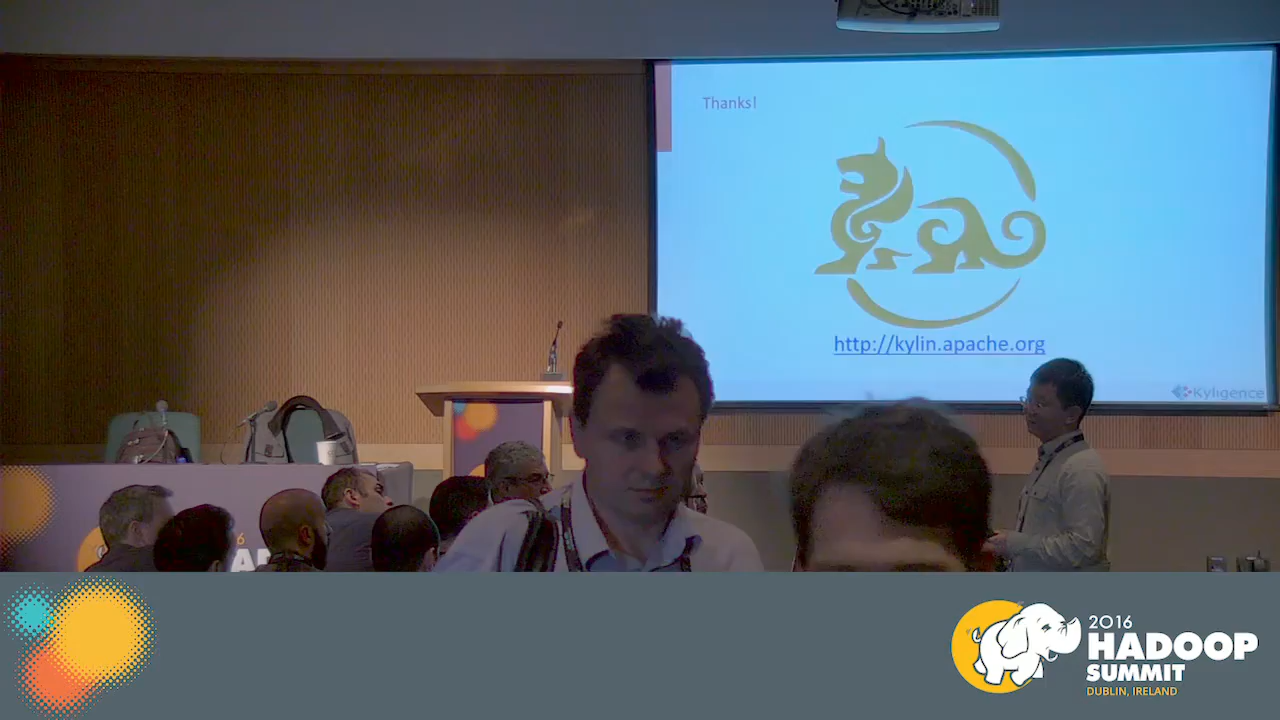 Thanks!
http://kylin.apache.org
Kyligence
2016
HADOOP
SUMMIT
DUBLIN, IRELAND